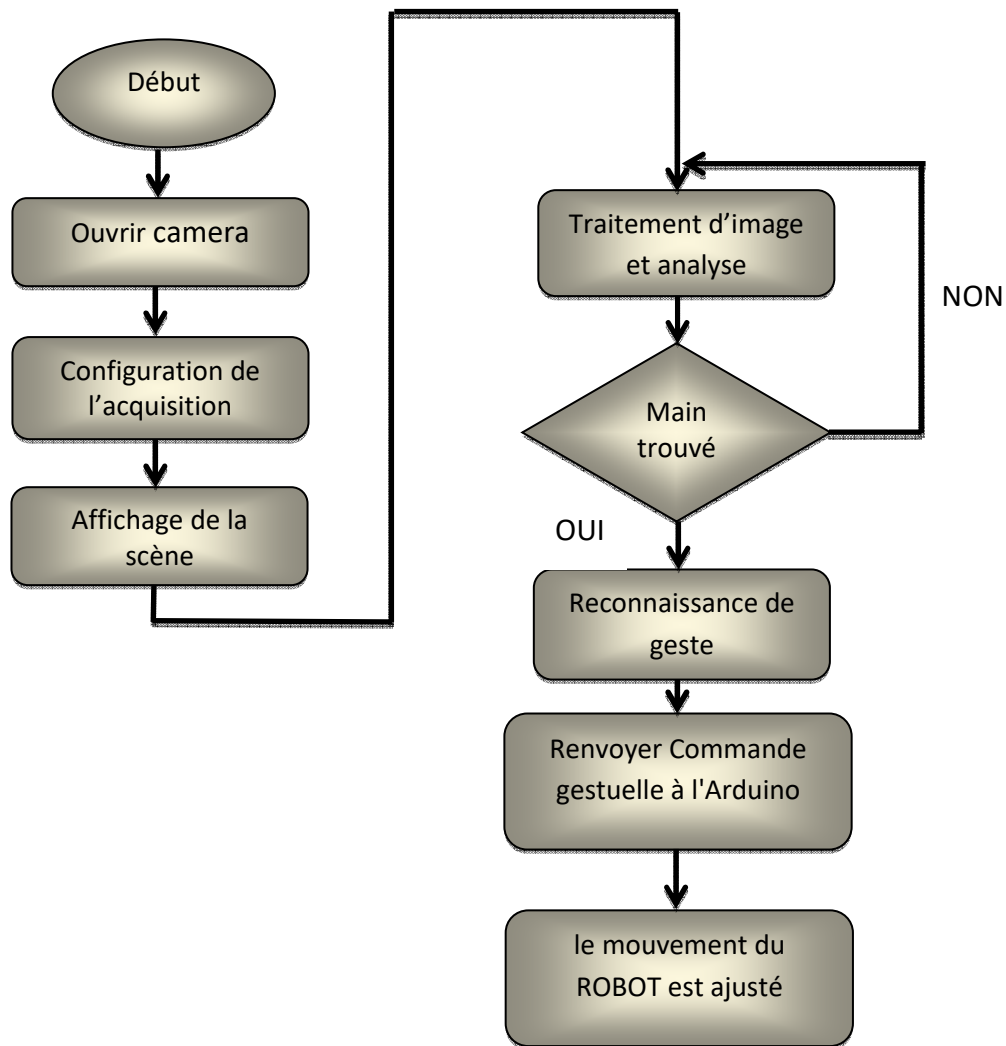 Début
Ouvrir camera
Configuration de
l'acquisition
Affichage de la
scène
Traitement d'image
et analyse
NON
Main
trouvé
OUI
Reconnaissance de
geste
Renvoyer Commande
gestuelle à l'Arduino
le mouvement du
ROBOT est ajusté